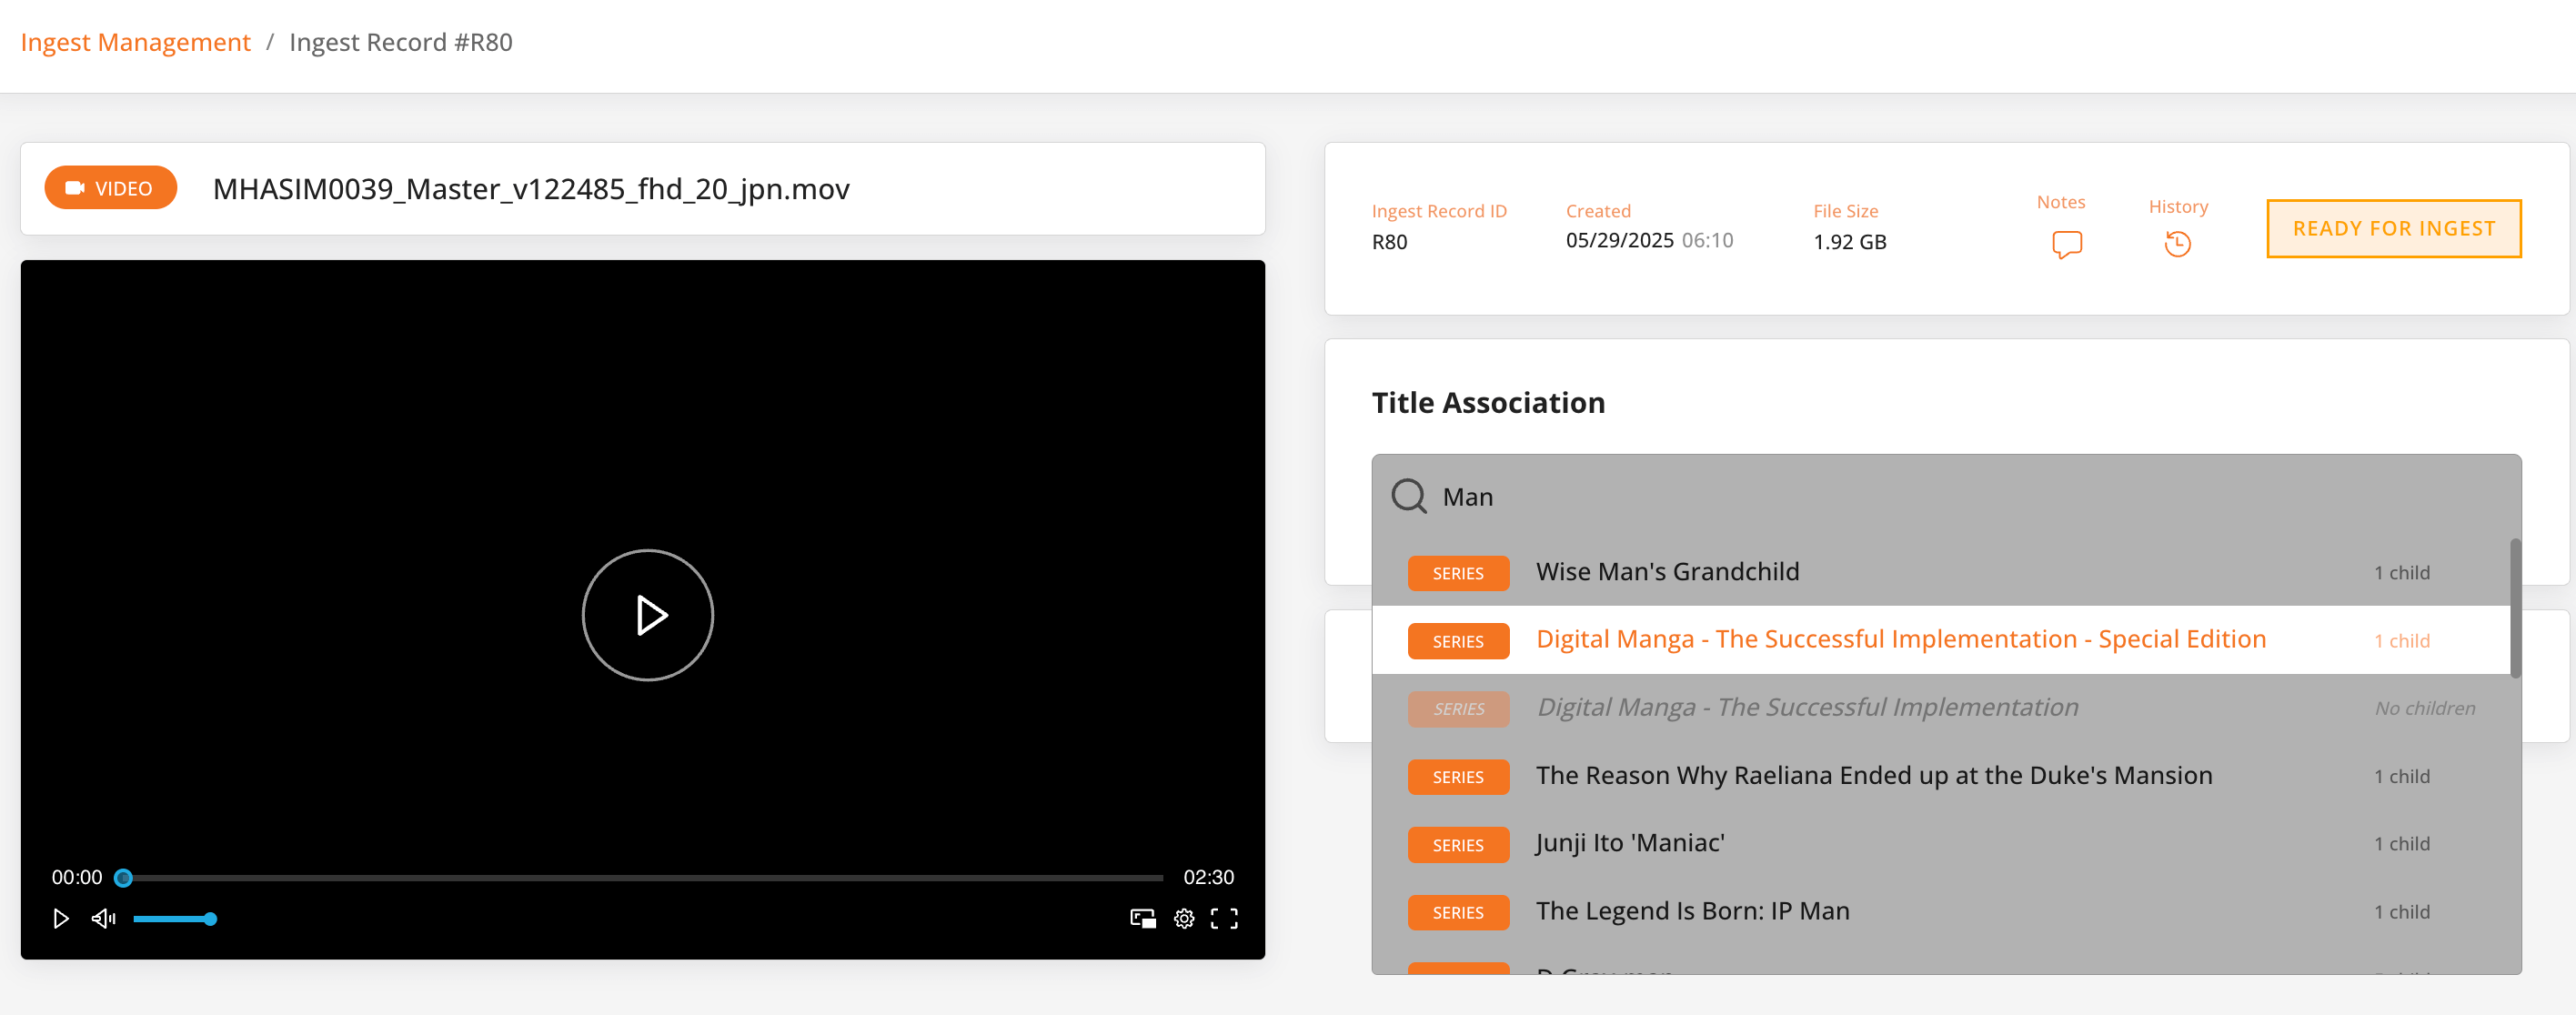 Ingest Management / Ingest Record #R80
VIDEO
MHASIM0039_Master_v122485_fhd_20_jpn.mov
00:00
02:30
Ingest Record ID
R80
Created
05/29/2025 06:10
File Size
1.92 GB
Notes
History
READY FOR INGEST
Title Association
Man
SERIES Wise Man's Grandchild 1 child
SERIES Digital Manga - The Successful Implementation - Special Edition 1 child
SERIES Digital Manga - The Successful Implementation No children
SERIES The Reason Why Raeliana Ended up at the Duke's Mansion 1 child
SERIES Junji Ito 'Maniac' 1 child
SERIES The Legend Is Born: IP Man 1 child